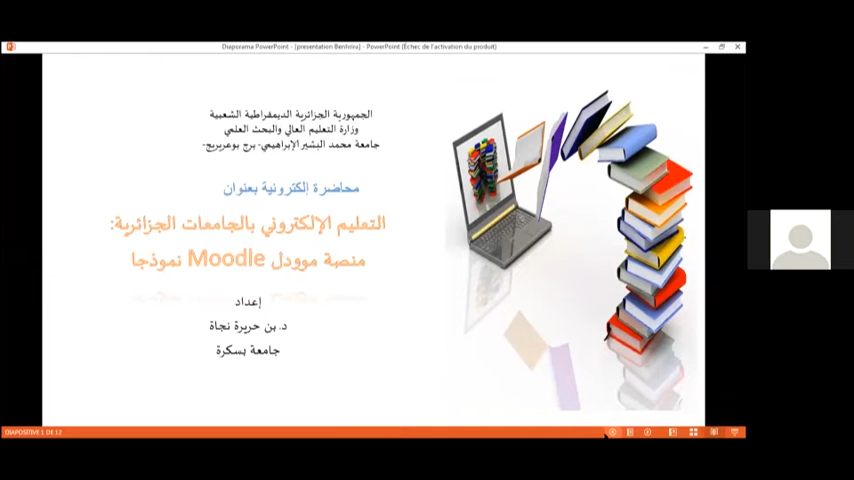 Diaporama PowerPoint - [presentation Benhrira] - PowerPoint (Échec de l'activation du produit)
الجمهورية الجزائرية الديمقراطية الشعبية
وزارة التعليم العالي والبحث العلمي
جامعة محمد البشير الإبراهيمي- برج بوعريريج-
محاضرة إلكترونية بعنوان
التعليم الإلكتروني بالجامعات الجزائرية:
منصة موودل Moodle نموذجا
إعداد
د. بن حريرة نجاة
جامعة بسكرة
DIAPOSITIVE 1 DE 12